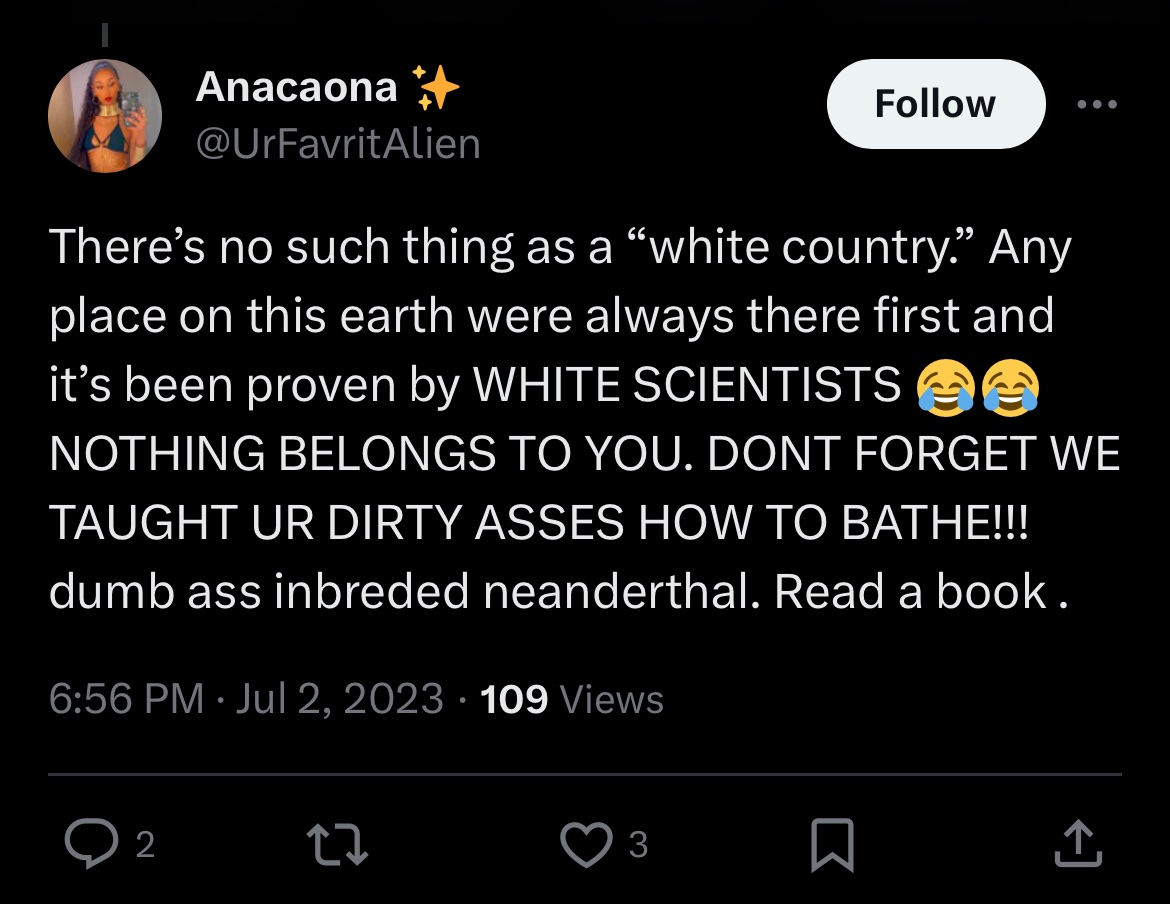 Anacaona ✨
@UrFavritAlien
Follow
There’s no such thing as a “white country.” Any
place on this earth were always there first and
it’s been proven by WHITE SCIENTISTS 😂😂
NOTHING BELONGS TO YOU. DONT FORGET WE
TAUGHT UR DIRTY ASSES HOW TO BATHE!!!
dumb ass inbreded neanderthal. Read a book .
6:56 PM · Jul 2, 2023 · 109 Views
2 3